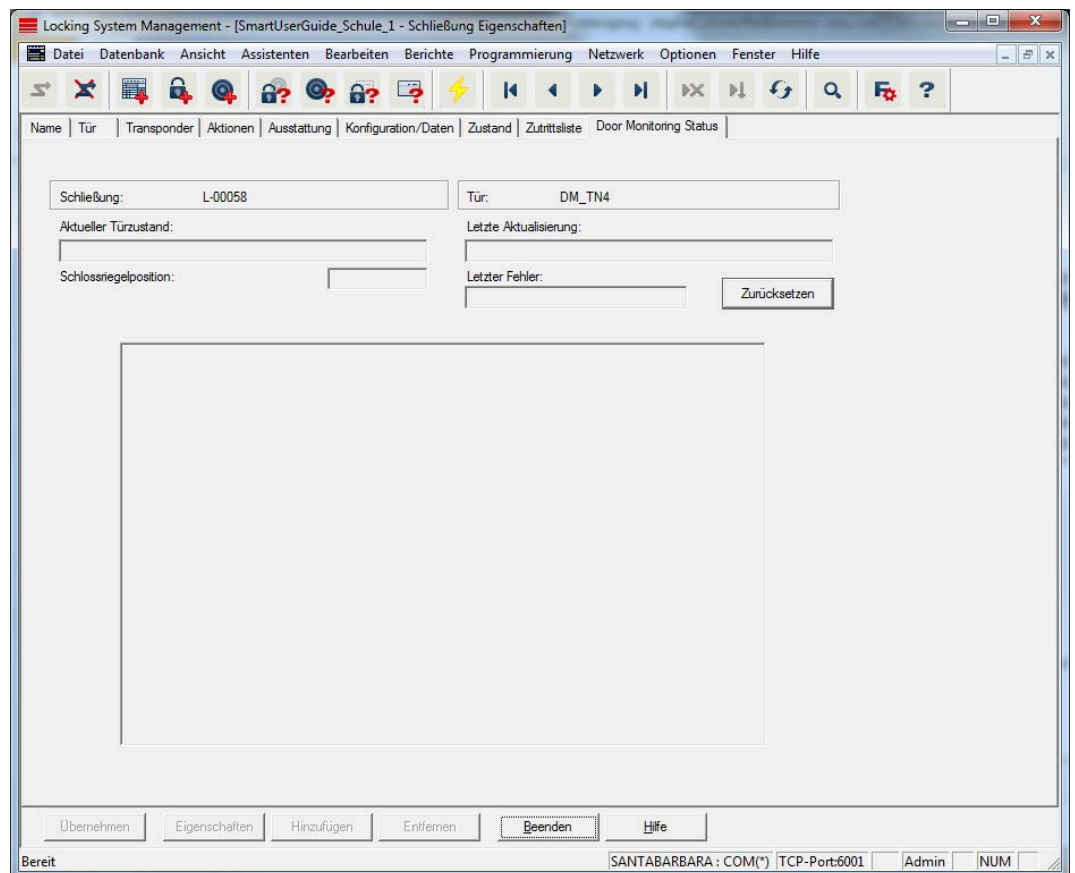 Locking System Management - [SmartUserGuide_Schule_1 - Schließung Eigenschaften]
Datei Datenbank Ansicht Assistenten Bearbeiten Berichte Programmierung Netzwerk Optionen Fenster Hilfe
Name Tür Transponder Aktionen Ausstattung Konfiguration/Daten Zustand Zutrittsliste Door Monitoring Status
Schließung: L-00058 Tür: DM_TN4
Aktueller Türzustand: Letzte Aktualisierung:
Schlossriegelposition: Letzter Fehler:
Zurücksetzen
Übernehmen Eigenschaften Hinzufügen Entfernen Beenden Hilfe
Bereit SANTABARBARA : COM(*) TCP-Port:6001 Admin NUM